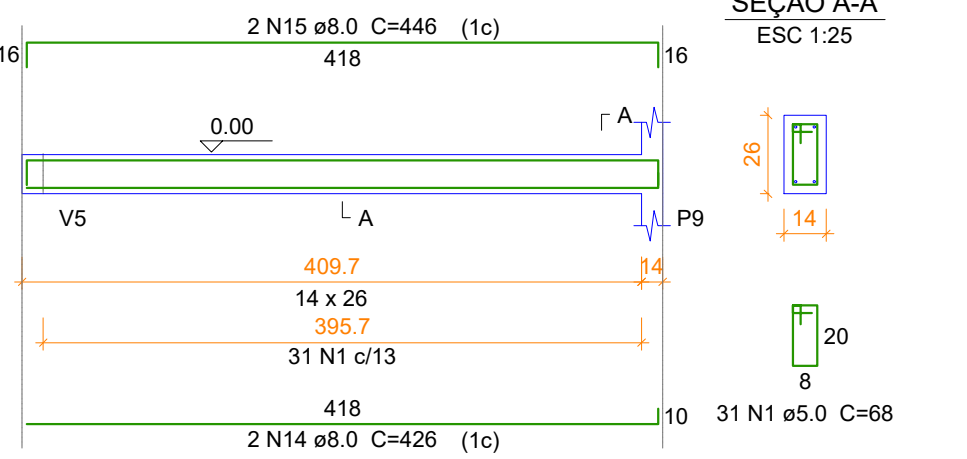 SEÇÃO A-A
ESC 1:25
2 N15 ø8.0 C=446 (1c)
16
418
16
0.00
A
V5
A
P9
26
14
409.7
14
14 x 26
395.7
31 N1 c/13
20
8
31 N1 ø5.0 C=68
418
10
2 N14 ø8.0 C=426 (1c)